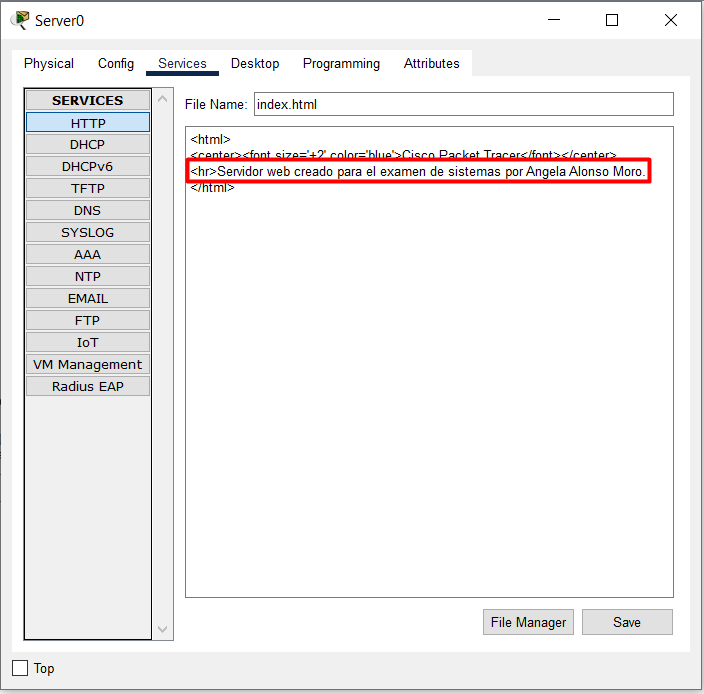 Server0
Physical Config Services Desktop Programming Attributes
SERVICES
HTTP
DHCP
DHCPv6
TFTP
DNS
SYSLOG
AAA
NTP
EMAIL
FTP
IoT
VM Management
Radius EAP
File Name: index.html
<html>
<center><font size='+2' color='blue'>Cisco Packet Tracer</font></center>
<hr>Servidor web creado para el examen de sistemas por Angela Alonso Moro.
</html>
File Manager Save
Top